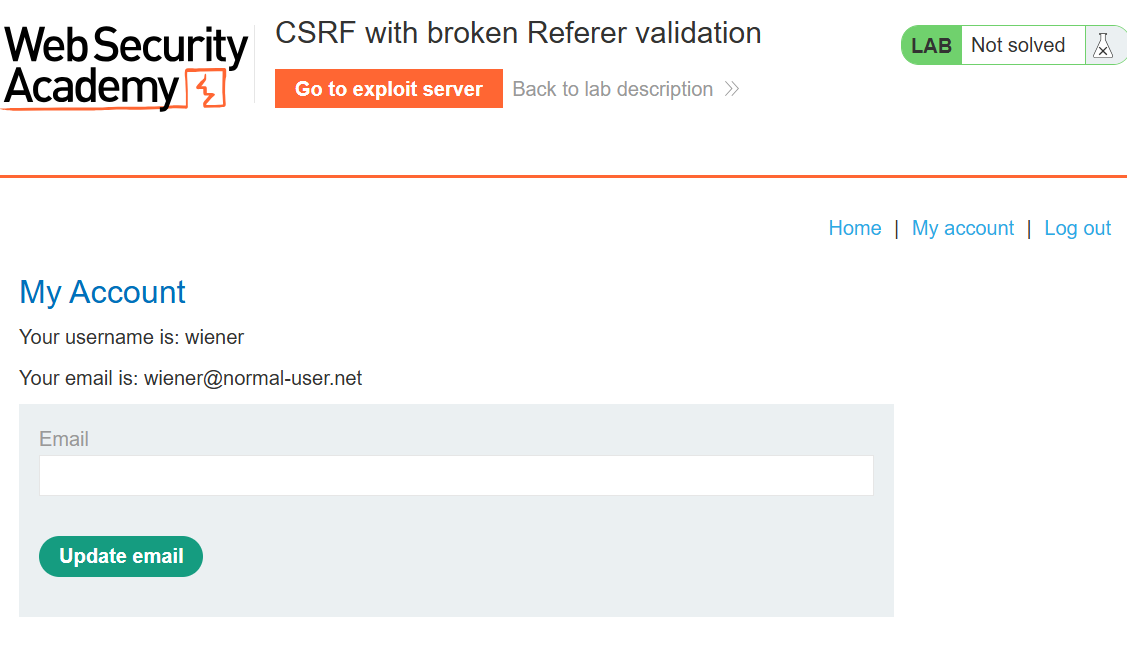 Web Security
Academy
CSRF with broken Referer validation
Go to exploit server
Back to lab description
LAB
Not solved
Home | My account | Log out
My Account
Your username is: wiener
Your email is: wiener@normal-user.net
Email
Update email